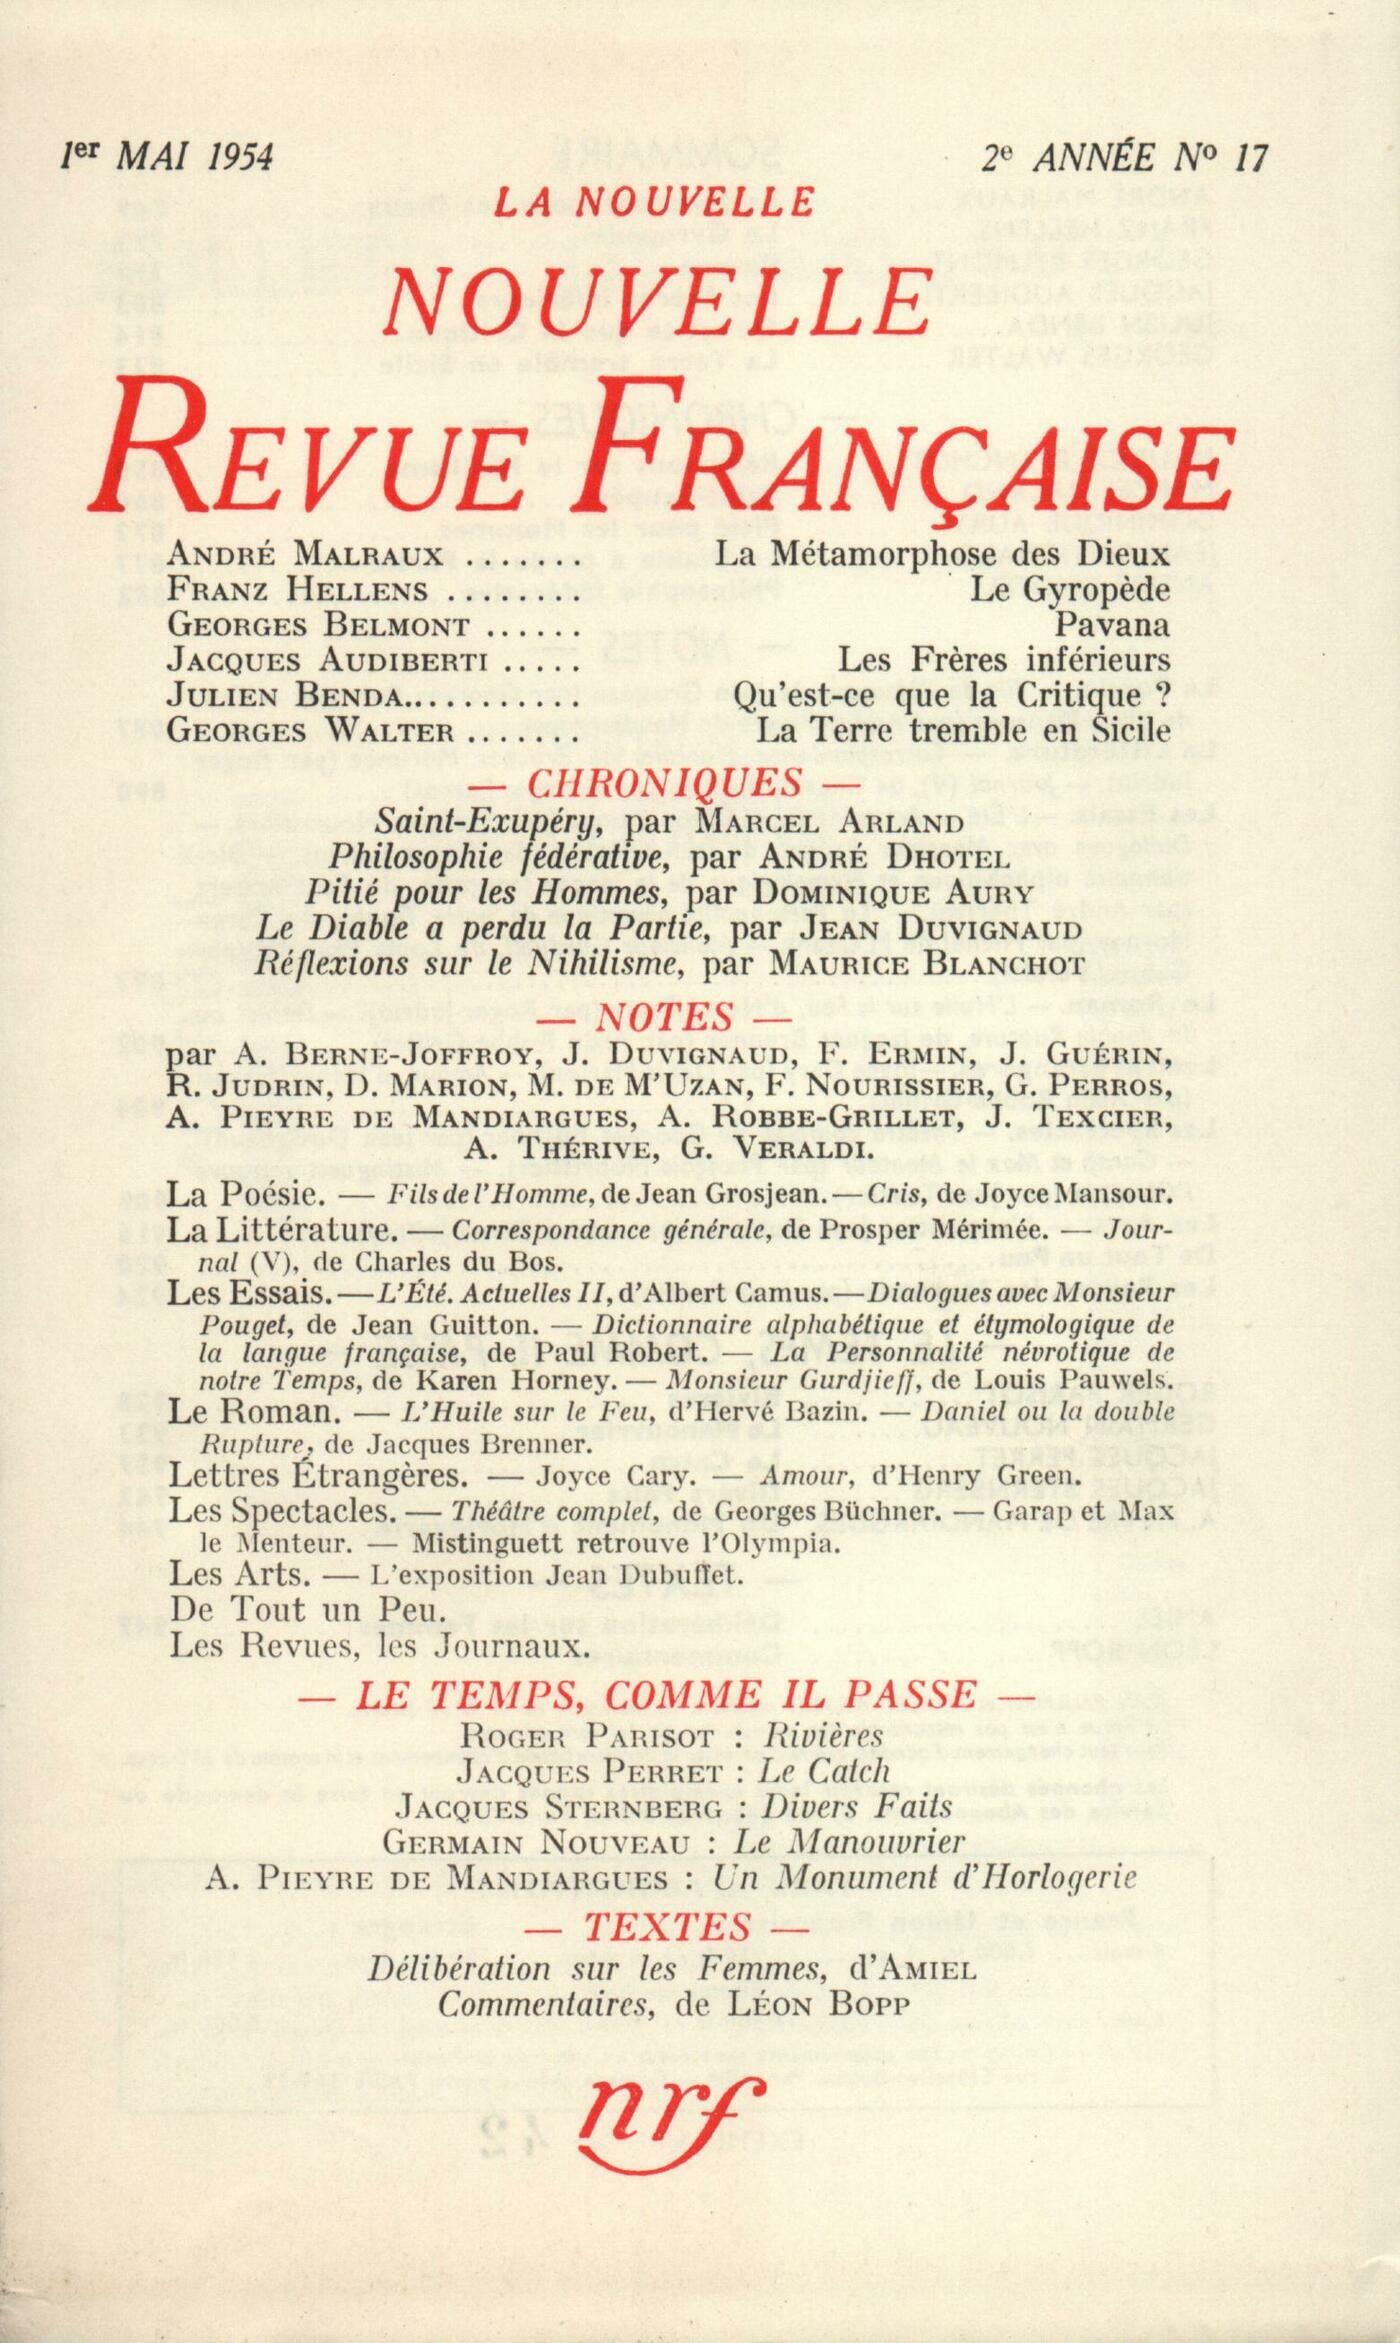 1er MAI 1954 2e ANNÉE No 17
LA NOUVELLE
NOUVELLE
REVUE FRANÇAISE
ANDRÉ MALRAUX ....... La Métamorphose des Dieux
FRANZ HELLENS ........ Le Gyropède
GEORGES BELMONT ...... Pavana
JACQUES AUDIBERTI ..... Les Frères inférieurs
JULIEN BENDA........... Qu'est-ce que la Critique ?
GEORGES WALTER ....... La Terre tremble en Sicile
— CHRONIQUES —
Saint-Exupéry, par MARCEL ARLAND
Philosophie fédérative, par ANDRÉ DHOTEL
Pitié pour les Hommes, par DOMINIQUE AURY
Le Diable a perdu la Partie, par JEAN DUVIGNAUD
Réflexions sur le Nihilisme, par MAURICE BLANCHOT
— NOTES —
par A. BERNE-JOFFROY, J. DUVIGNAUD, F. ERMIN, J. GUÉRIN,
R. JUDRIN, D. MARION, M. DE M'UZAN, F. NOURISSIER, G. PERROS,
A. PIEYRE DE MANDIARGUES, A. ROBBE-GRILLET, J. TEXCIER,
A. THÉRIVE, G. VERALDI.
La Poésie. — Fils de l'Homme, de Jean Grosjean. — Cris, de Joyce Mansour.
La Littérature. — Correspondance générale, de Prosper Mérimée. — Jour-
nal (V), de Charles du Bos.
Les Essais. — L'Été. Actuelles II, d'Albert Camus. — Dialogues avec Monsieur
Pouget, de Jean Guitton. — Dictionnaire alphabétique et étymologique de
la langue française, de Paul Robert. — La Personnalité névrotique de
notre Temps, de Karen Horney. — Monsieur Gurdjieff, de Louis Pauwels.
Le Roman. — L'Huile sur le Feu, d'Hervé Bazin. — Daniel ou la double
Rupture, de Jacques Brenner.
Lettres Étrangères. — Joyce Cary. — Amour, d'Henry Green.
Les Spectacles. — Théâtre complet, de Georges Büchner. — Garap et Max
le Menteur. — Mistinguett retrouve l'Olympia.
Les Arts. — L'exposition Jean Dubuffet.
De Tout un Peu.
Les Revues, les Journaux.
— LE TEMPS, COMME IL PASSE —
ROGER PARISOT : Rivières
JACQUES PERRET : Le Catch
JACQUES STERNBERG : Divers Faits
GERMAIN NOUVEAU : Le Manouvrier
A. PIEYRE DE MANDIARGUES : Un Monument d'Horlogerie
— TEXTES —
Délibération sur les Femmes, d'AMIEL
Commentaires, de LÉON BOPP
nrf